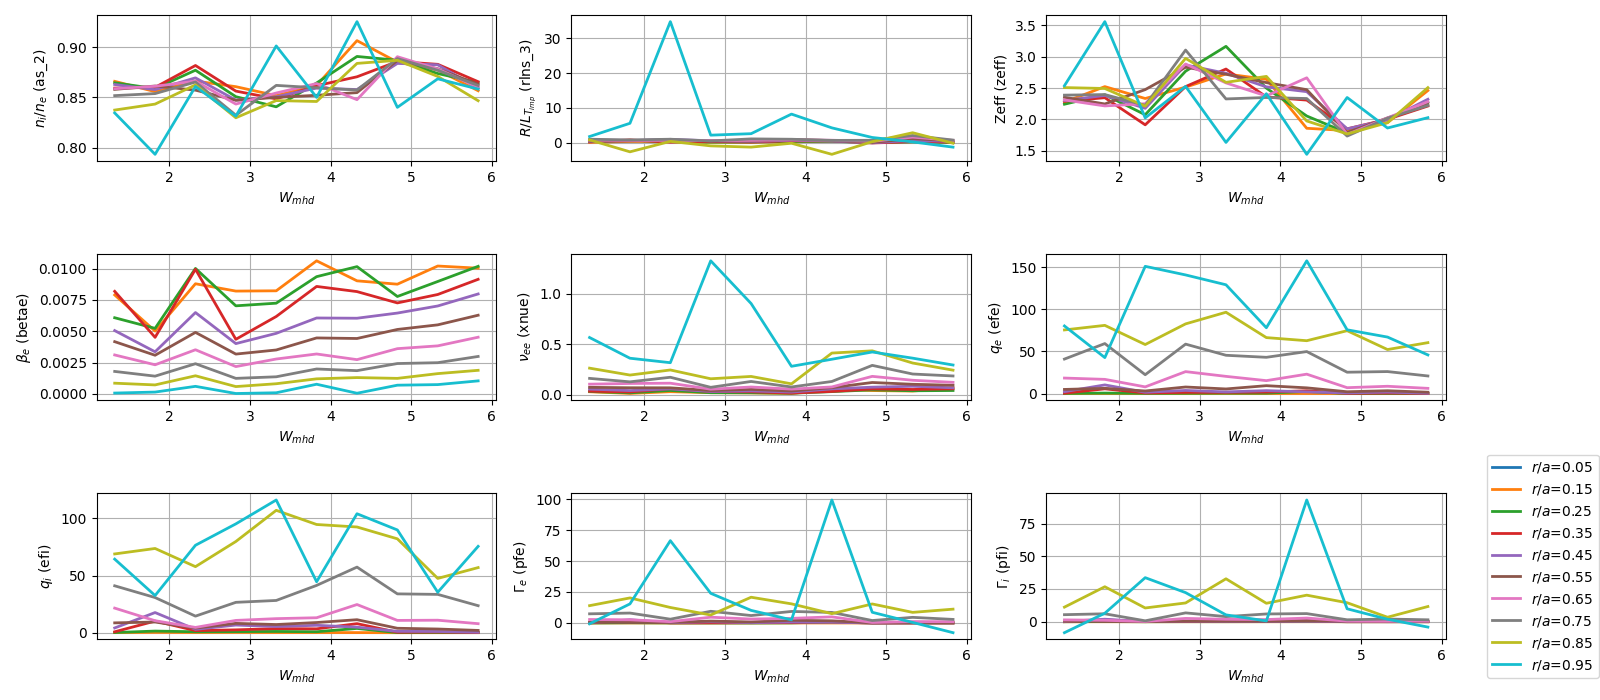 n_i/n_e (as_2)
0.90
0.85
0.80
2 3 4 5 6
W_mhd
R/L_{T_imp} (rlns_3)
30
20
10
0
2 3 4 5 6
W_mhd
Zeff (zeff)
3.5
3.0
2.5
2.0
1.5
2 3 4 5 6
W_mhd
β_e (betae)
0.0100
0.0075
0.0050
0.0025
0.0000
2 3 4 5 6
W_mhd
ν_ee (xnue)
1.0
0.5
0.0
2 3 4 5 6
W_mhd
q_e (efe)
150
100
50
0
2 3 4 5 6
W_mhd
q_i (efi)
100
50
0
2 3 4 5 6
W_mhd
Γ_e (pfe)
100
75
50
25
0
2 3 4 5 6
W_mhd
Γ_i (pfi)
75
50
25
0
2 3 4 5 6
W_mhd
r/a=0.05
r/a=0.15
r/a=0.25
r/a=0.35
r/a=0.45
r/a=0.55
r/a=0.65
r/a=0.75
r/a=0.85
r/a=0.95